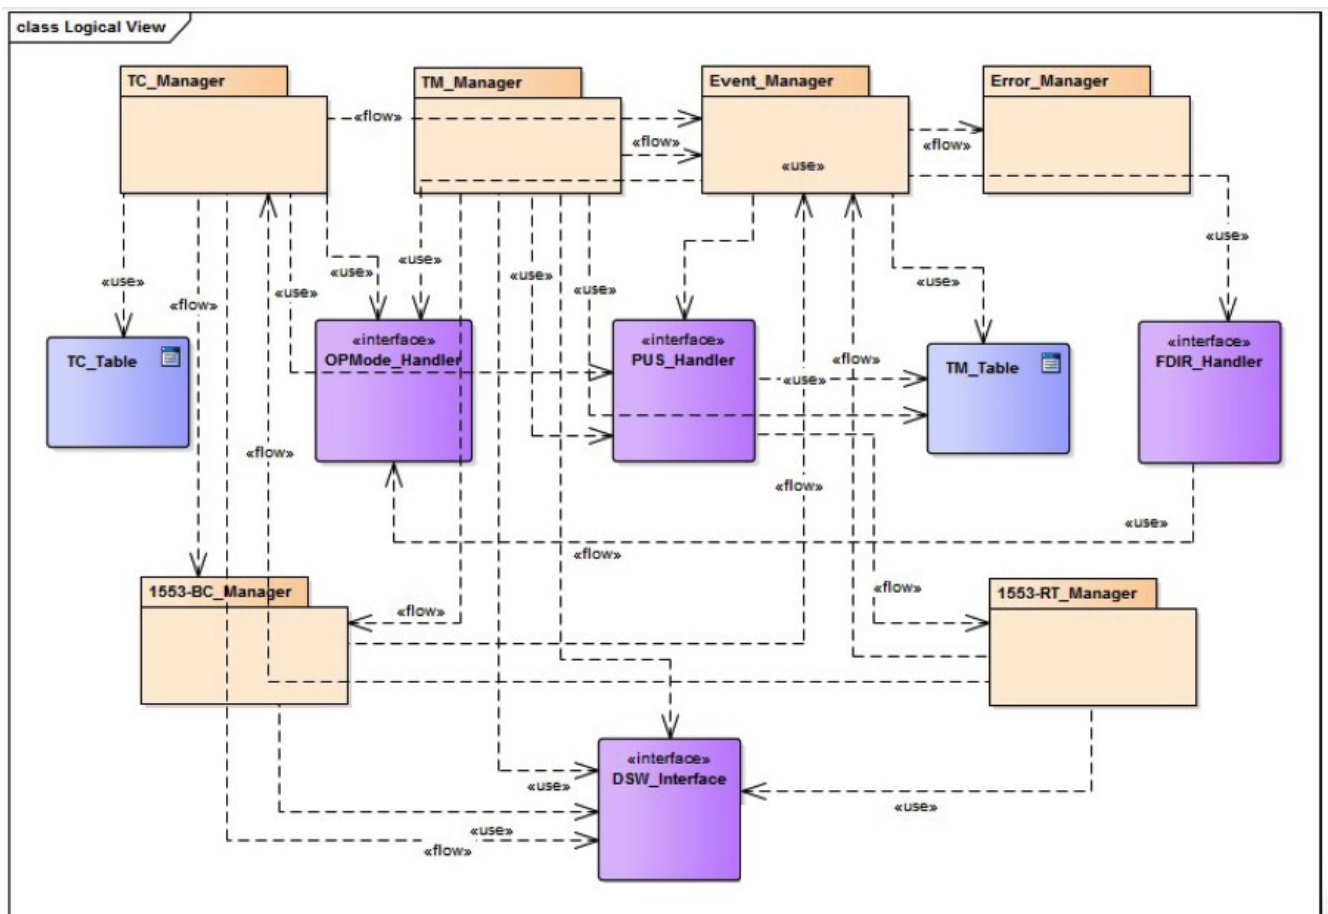 class Logical View
TC_Manager
TM_Manager
Event_Manager
Error_Manager
«flow»
«flow»
«flow»
«use»
«use»
«use»
«use»
«use»
«use»
«use»
«use»
«use»
«flow»
«interface»
OPMode_Handler
«interface»
PUS_Handler
«interface»
FDIR_Handler
TC_Table
TM_Table
«flow»
«use»
«flow»
«flow»
«use»
«flow»
1553-BC_Manager
«flow»
«flow»
1553-RT_Manager
«interface»
DSW_Interface
«use»
«use»
«use»
«flow»